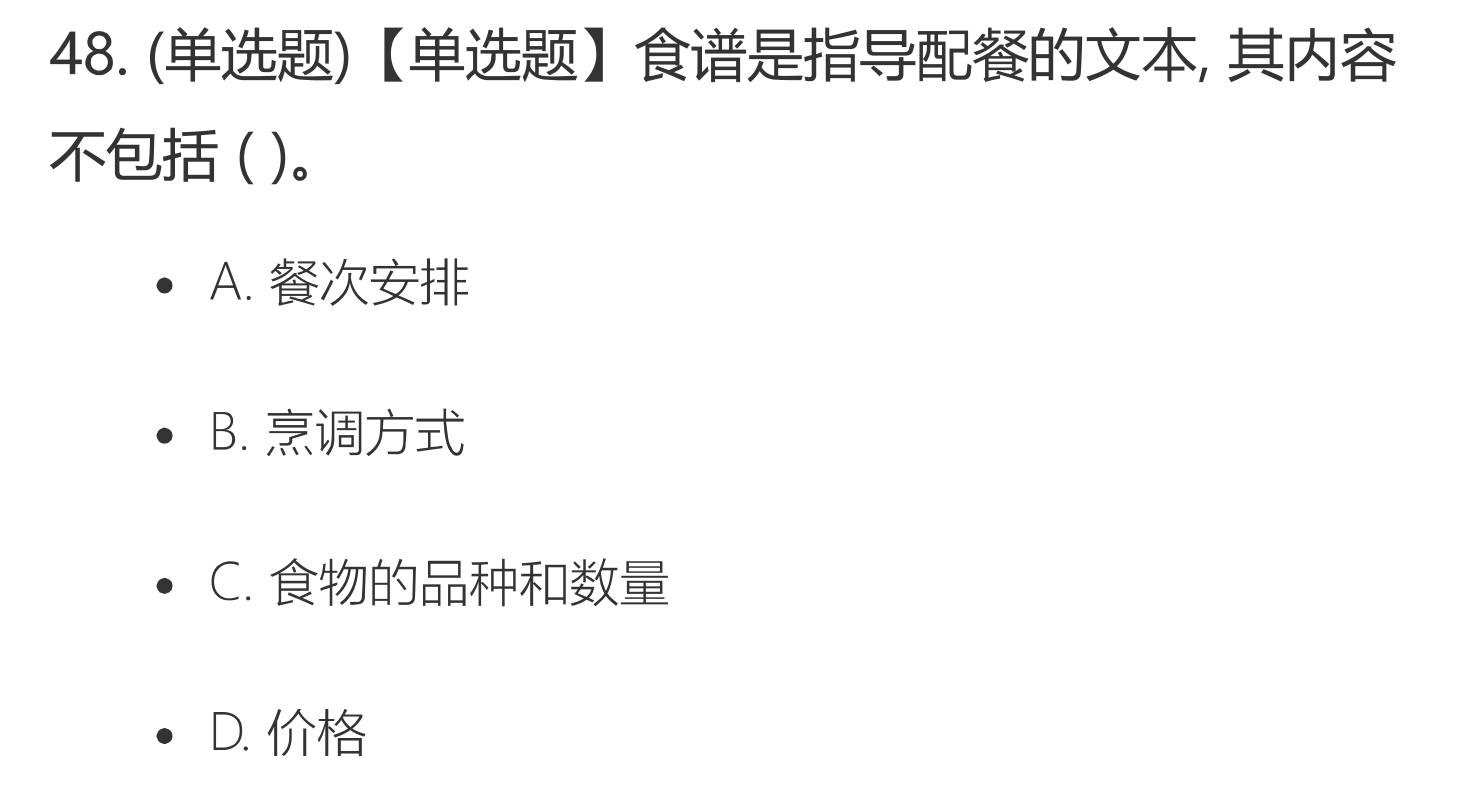 48. (单选题)【单选题】食谱是指导配餐的文本, 其内容
不包括 ( )。
• A. 餐次安排
• B. 烹调方式
• C. 食物的品种和数量
• D. 价格